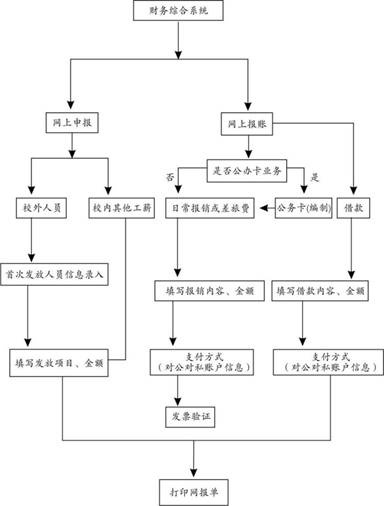 财务综合系统
网上申报
网上报账
是否公办卡业务
否
是
校外人员
校内其他工薪
日常报销或差旅费
公务卡(编制)
借款
首次发放人员信息录入
填写报销内容、金额
填写借款内容、金额
填写发放项目、金额
支付方式
(对公对私账户信息)
支付方式
(对公对私账户信息)
发票验证
打印网报单